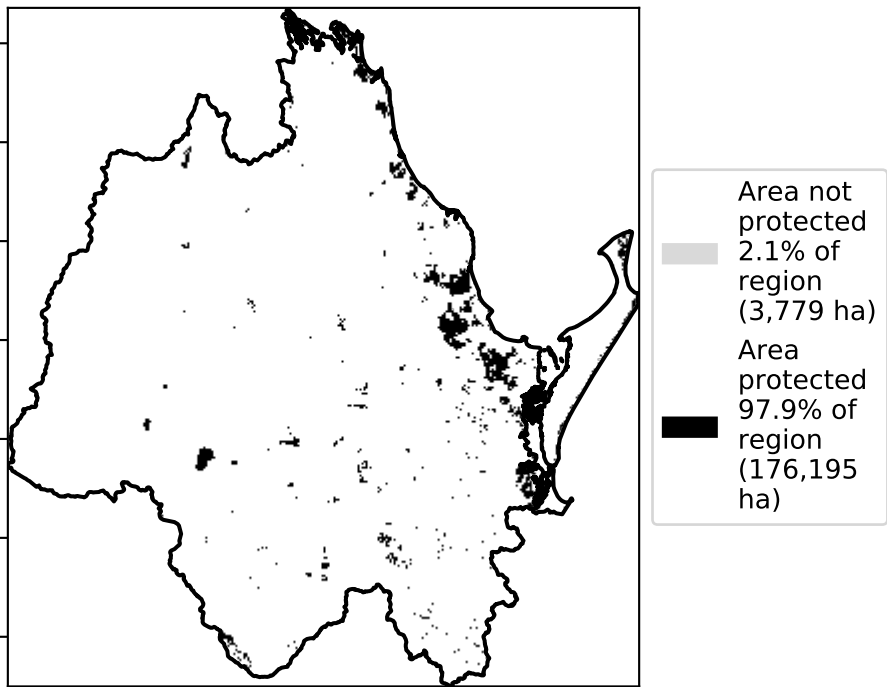 Area not
protected
2.1% of
region
(3,779 ha)
Area
protected
97.9% of
region
(176,195
ha)